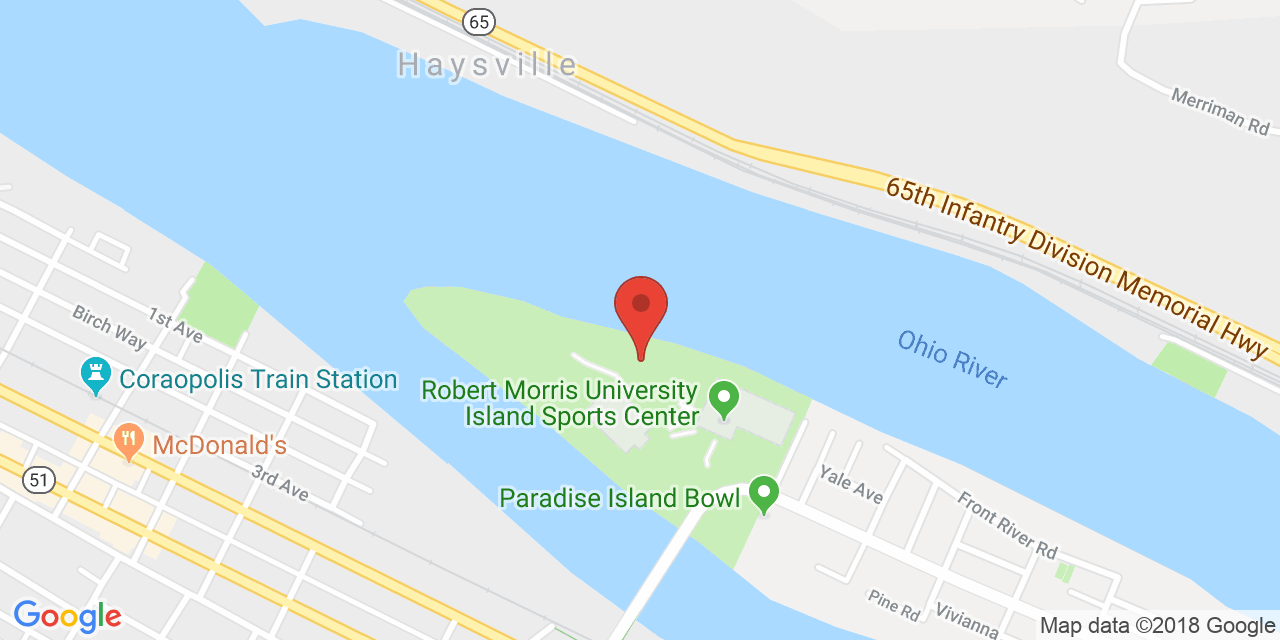 65
Haysville
Merriman Rd
65th Infantry Division Memorial Hwy
1st Ave
Birch Way
Ohio River
Coraopolis Train Station
Robert Morris University
Island Sports Center
McDonald's
3rd Ave
51
Yale Ave
Paradise Island Bowl
Front River Rd
Pine Rd
Vivianna
Google
Map data ©2018 Google